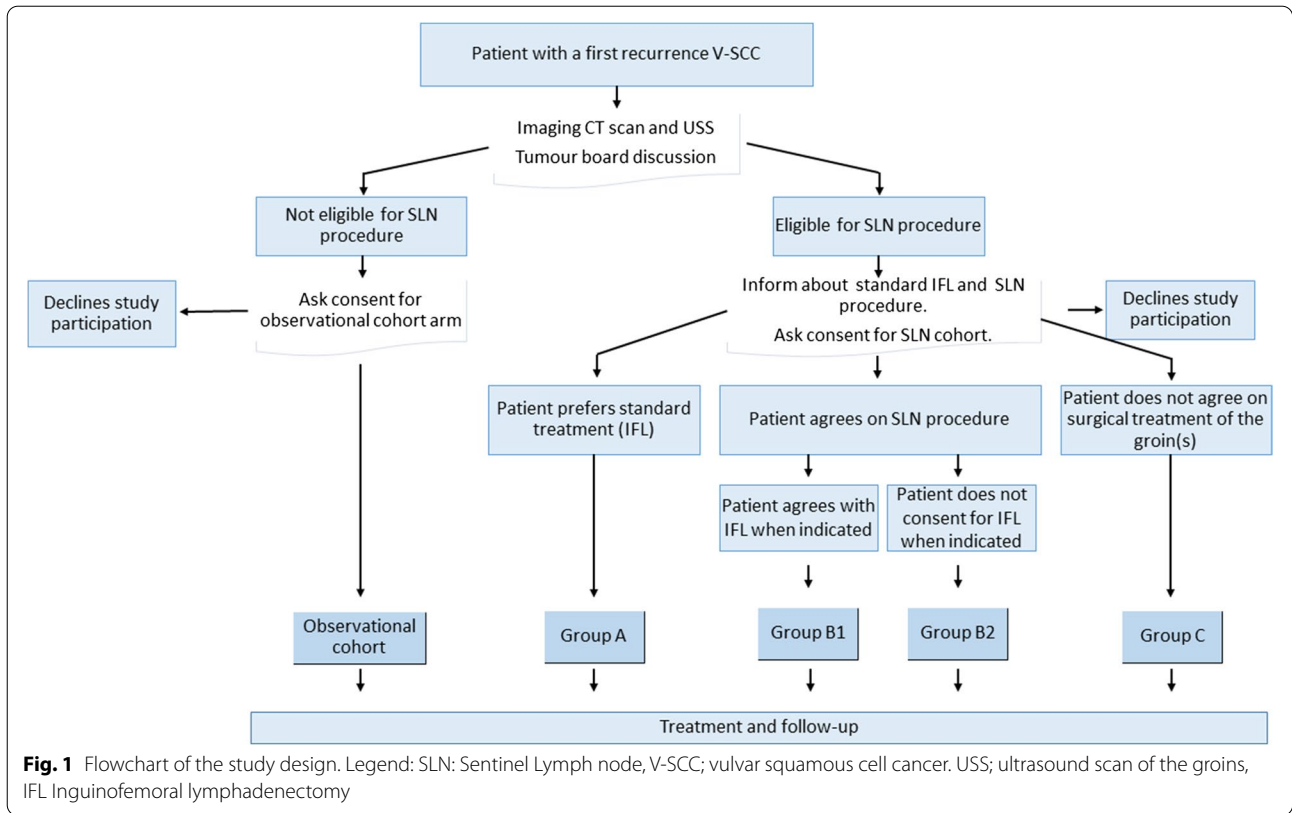 Patient with a first recurrence V-SCC
Imaging CT scan and USS
Tumour board discussion
Not eligible for SLN
procedure
Eligible for SLN procedure
Declines study
participation
Ask consent for
observational cohort arm
Inform about standard IFL and SLN
procedure.
Ask consent for SLN cohort.
Declines study
participation
Patient prefers standard
treatment (IFL)
Patient agrees on SLN procedure
Patient does not agree on
surgical treatment of the
groin(s)
Patient agrees with
IFL when indicated
Patient does not
consent for IFL
when indicated
Observational
cohort
Group A
Group B1
Group B2
Group C
Treatment and follow-up
Fig. 1 Flowchart of the study design. Legend: SLN: Sentinel Lymph node, V-SCC; vulvar squamous cell cancer. USS; ultrasound scan of the groins,
IFL Inguinofemoral lymphadenectomy